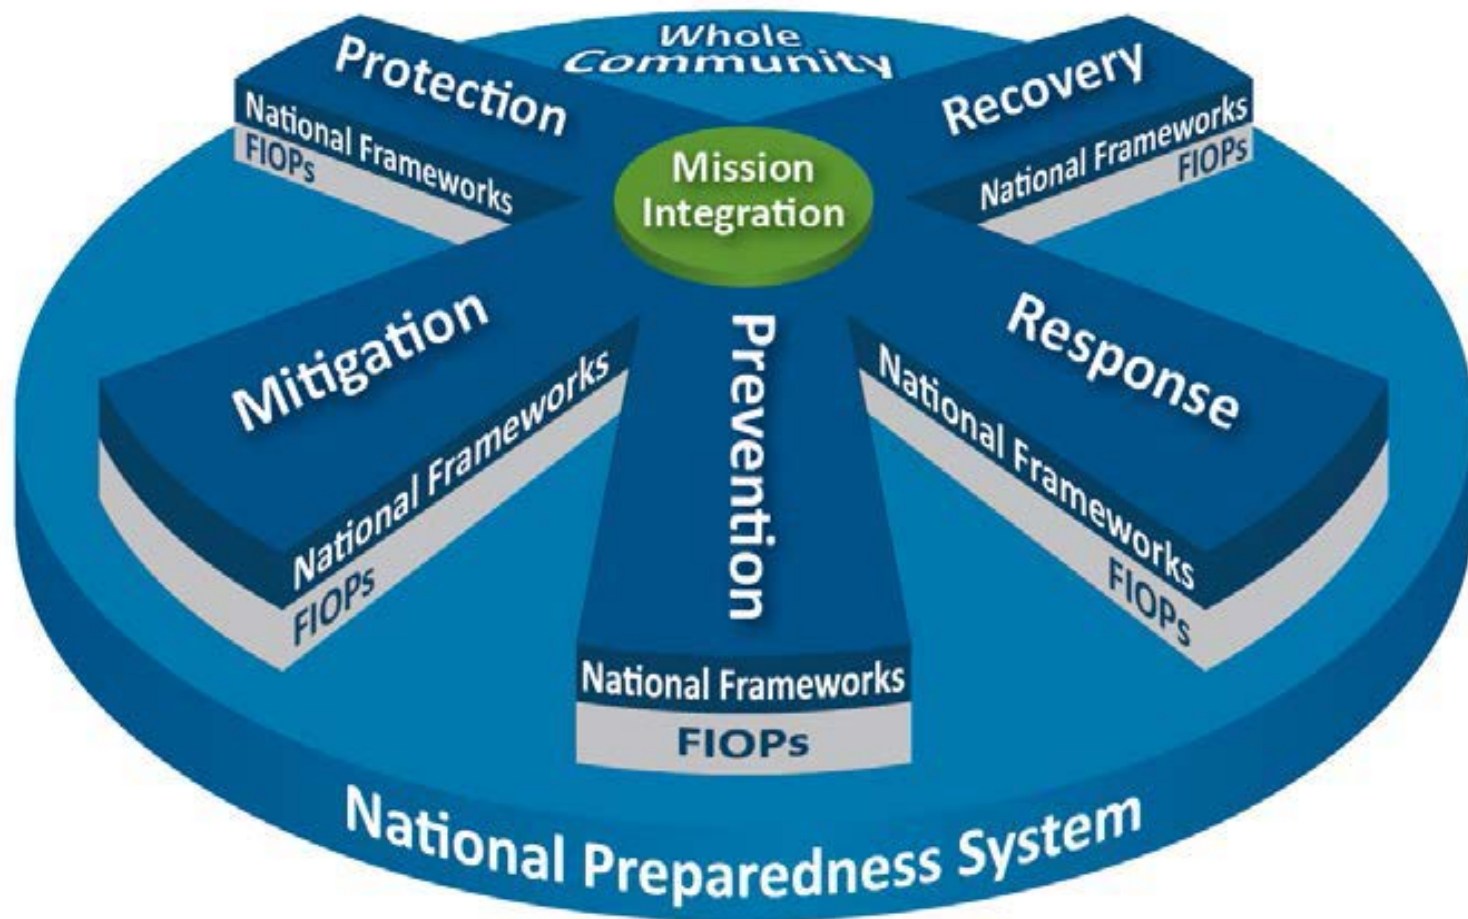 Whole
Community
Protection
National Frameworks
FIOPs
Recovery
National Frameworks
FIOPs
Mission
Integration
Mitigation
National Frameworks
FIOPs
Prevention
National Frameworks
FIOPs
Response
National Frameworks
FIOPs
National Preparedness System